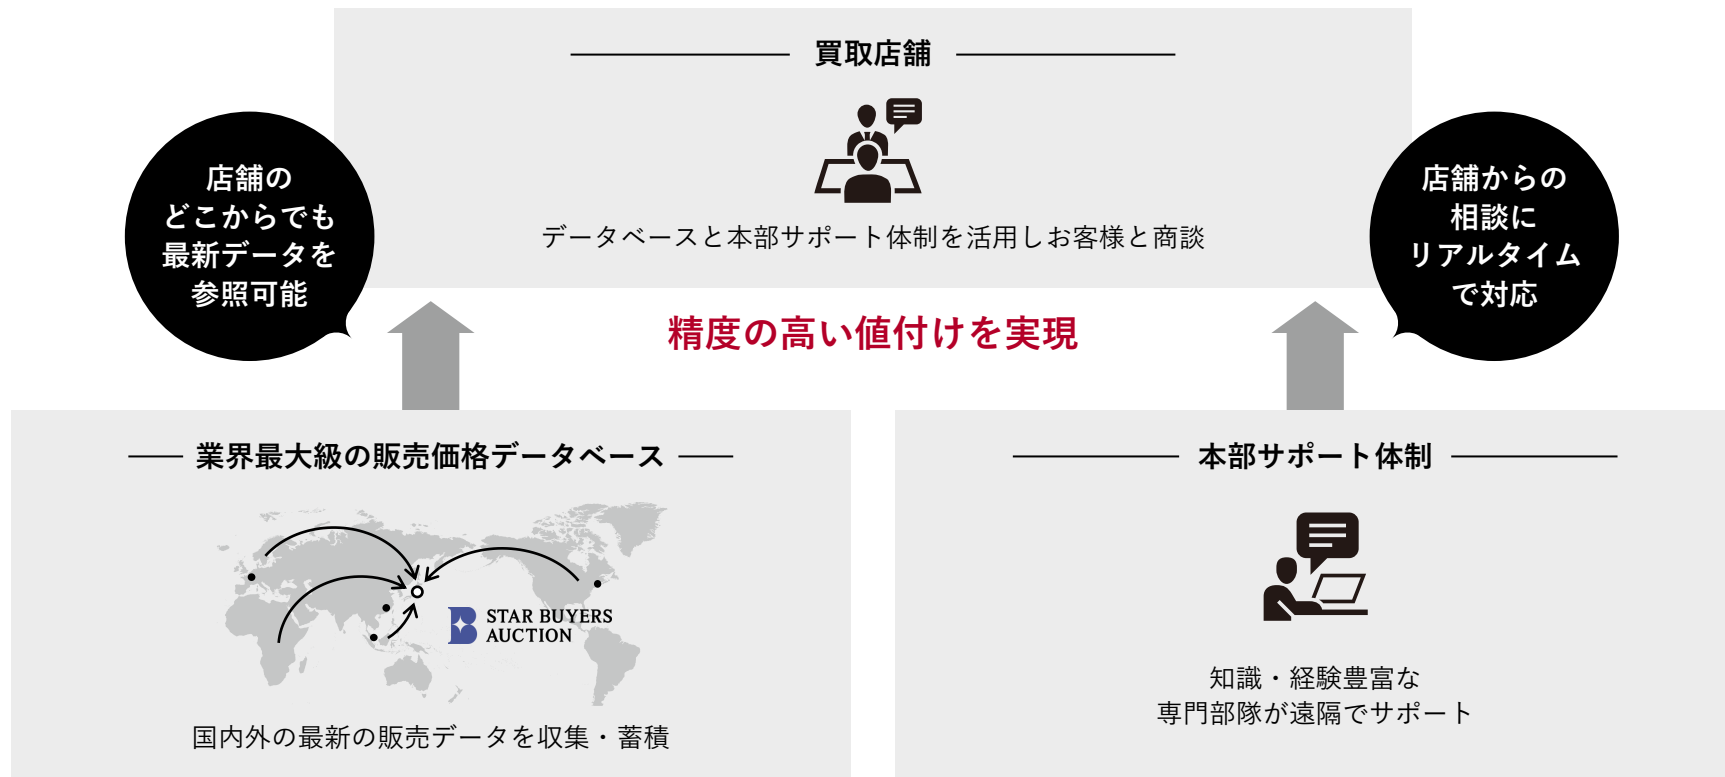 買取店舗
データベースと本部サポート体制を活用しお客様と商談
店舗の
どこからでも
最新データを
参照可能
店舗からの
相談に
リアルタイム
で対応
精度の高い値付けを実現
業界最大級の販売価格データベース
STAR BUYERS
AUCTION
国内外の最新の販売データを収集・蓄積
本部サポート体制
知識・経験豊富な
専門部隊が遠隔でサポート